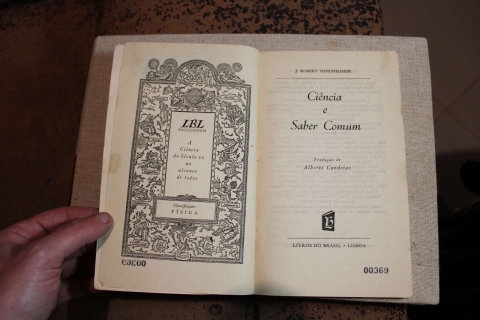 LBL
ENCICLOPÉDIA
A
Ciência
do Século XX
ao
alcance
de todos
Classificação:
FÍSICA
J. ROBERT OPPENHEIMER
Ciência
e
Saber Comum
Tradução de
Alberto Candeias
LIVROS DO BRASIL • LISBOA
00369